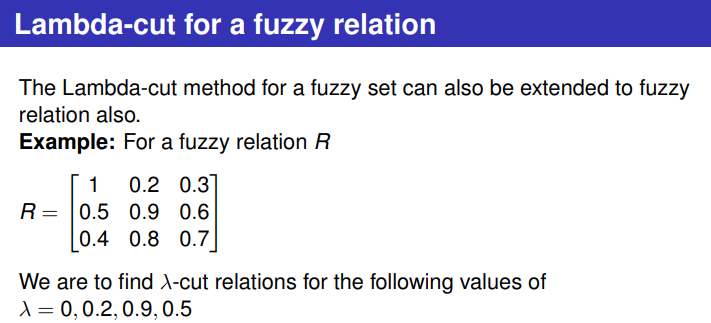 Lambda-cut for a fuzzy relation
The Lambda-cut method for a fuzzy set can also be extended to fuzzy
relation also.
Example: For a fuzzy relation R
1 0.2 0.3
R = 0.5 0.9 0.6
0.4 0.8 0.7
We are to find λ-cut relations for the following values of
λ = 0, 0.2, 0.9, 0.5